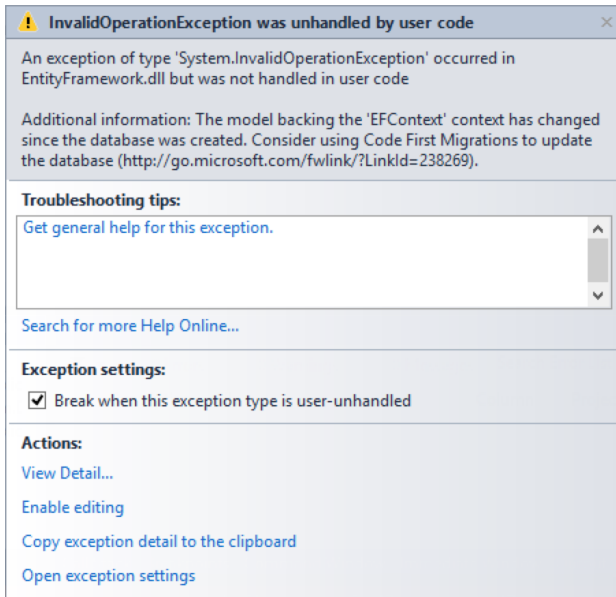 InvalidOperationException was unhandled by user code
An exception of type 'System.InvalidOperationException' occurred in
EntityFramework.dll but was not handled in user code
Additional information: The model backing the 'EFContext' context has changed
since the database was created. Consider using Code First Migrations to update
the database (http://go.microsoft.com/fwlink/?LinkId=238269).
Troubleshooting tips:
Get general help for this exception.
Search for more Help Online...
Exception settings:
Break when this exception type is user-unhandled
Actions:
View Detail...
Enable editing
Copy exception detail to the clipboard
Open exception settings